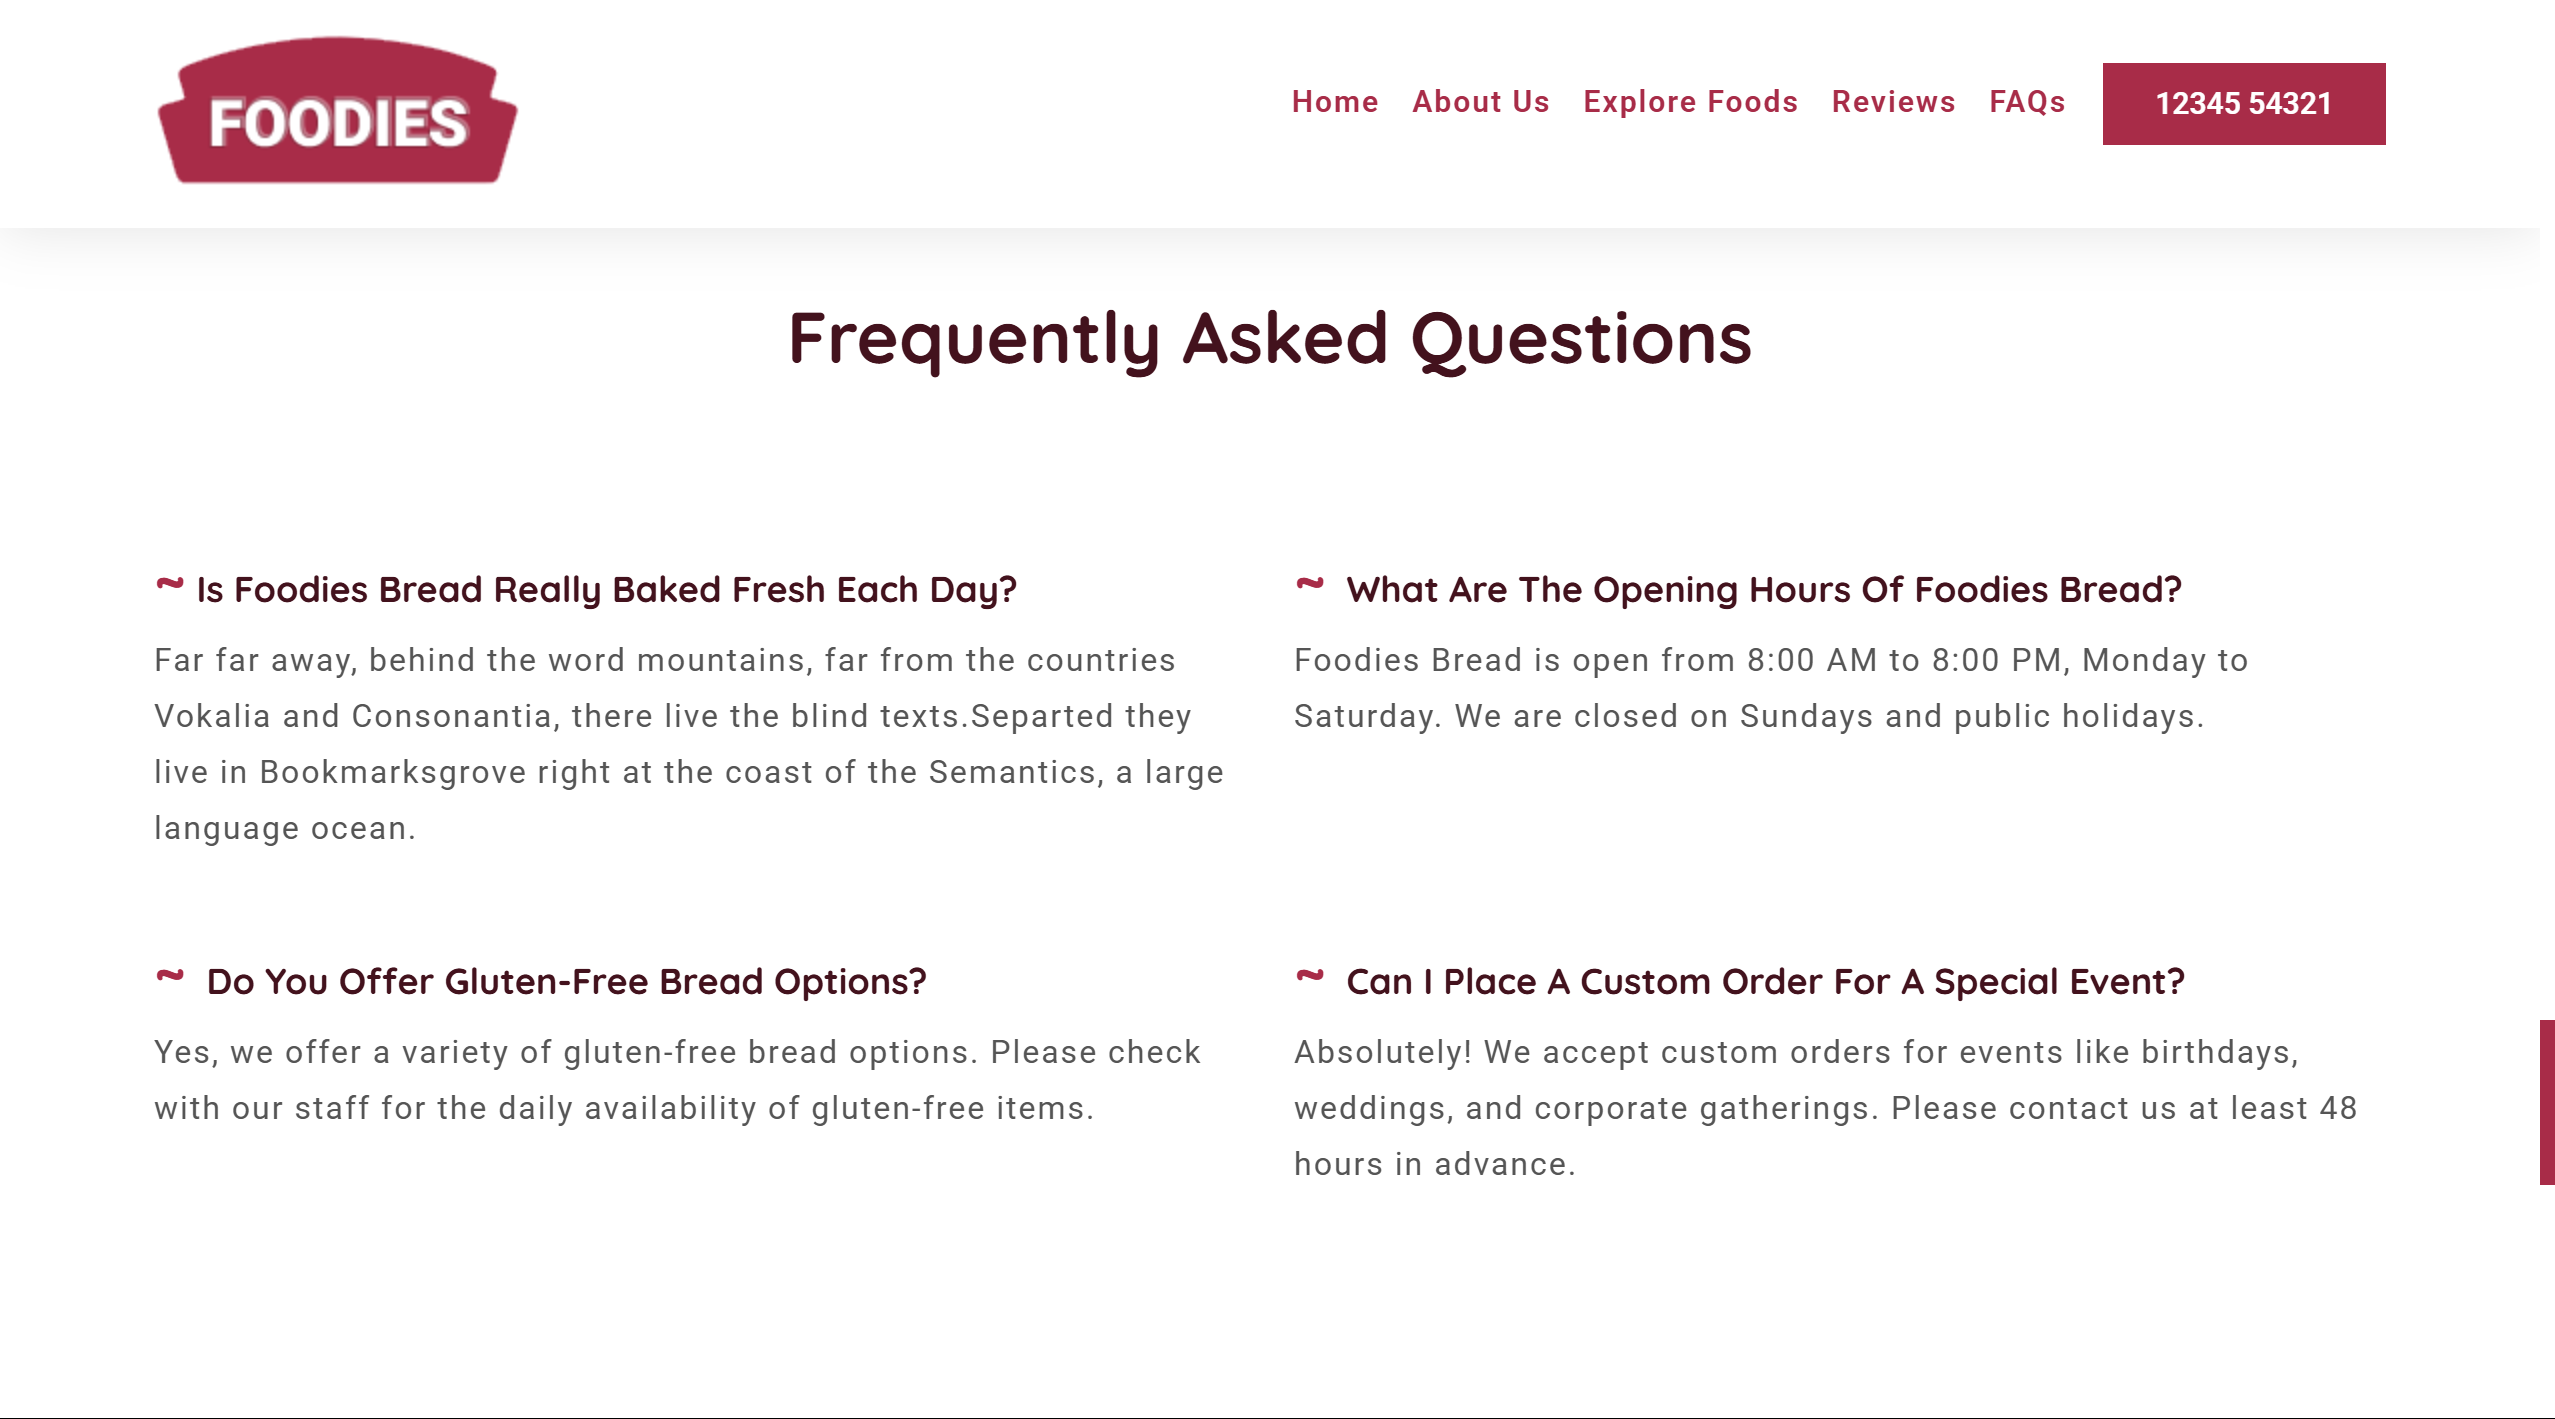 FOODIES
Home About Us Explore Foods Reviews FAQs 12345 54321
Frequently Asked Questions
~ Is Foodies Bread Really Baked Fresh Each Day?
Far far away, behind the word mountains, far from the countries
Vokalia and Consonantia, there live the blind texts.Separted they
live in Bookmarksgrove right at the coast of the Semantics, a large
language ocean.
~ What Are The Opening Hours Of Foodies Bread?
Foodies Bread is open from 8:00 AM to 8:00 PM, Monday to
Saturday. We are closed on Sundays and public holidays.
~ Do You Offer Gluten-Free Bread Options?
Yes, we offer a variety of gluten-free bread options. Please check
with our staff for the daily availability of gluten-free items.
~ Can I Place A Custom Order For A Special Event?
Absolutely! We accept custom orders for events like birthdays,
weddings, and corporate gatherings. Please contact us at least 48
hours in advance.